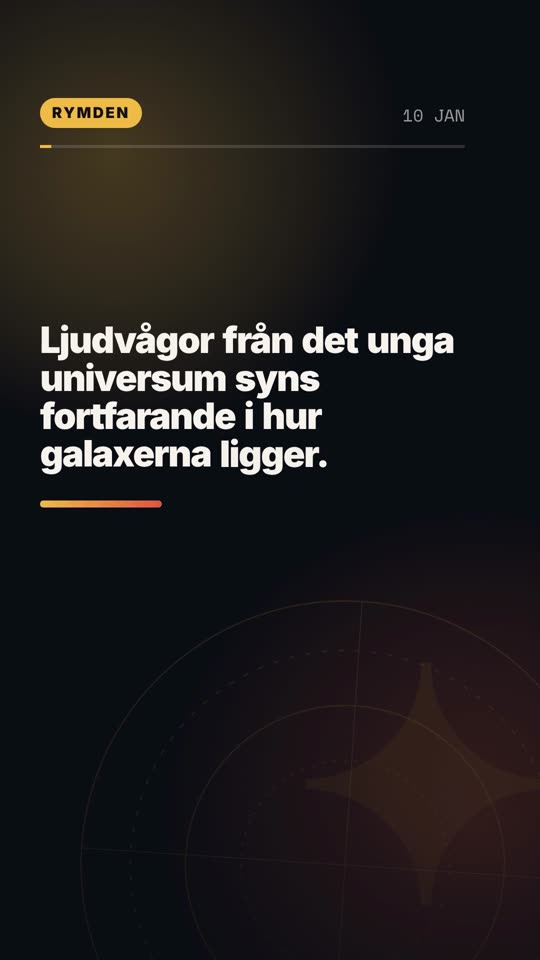 RYMDEN
10 JAN
Ljudvågor från det unga
universum syns
fortfarande i hur
galaxerna ligger.